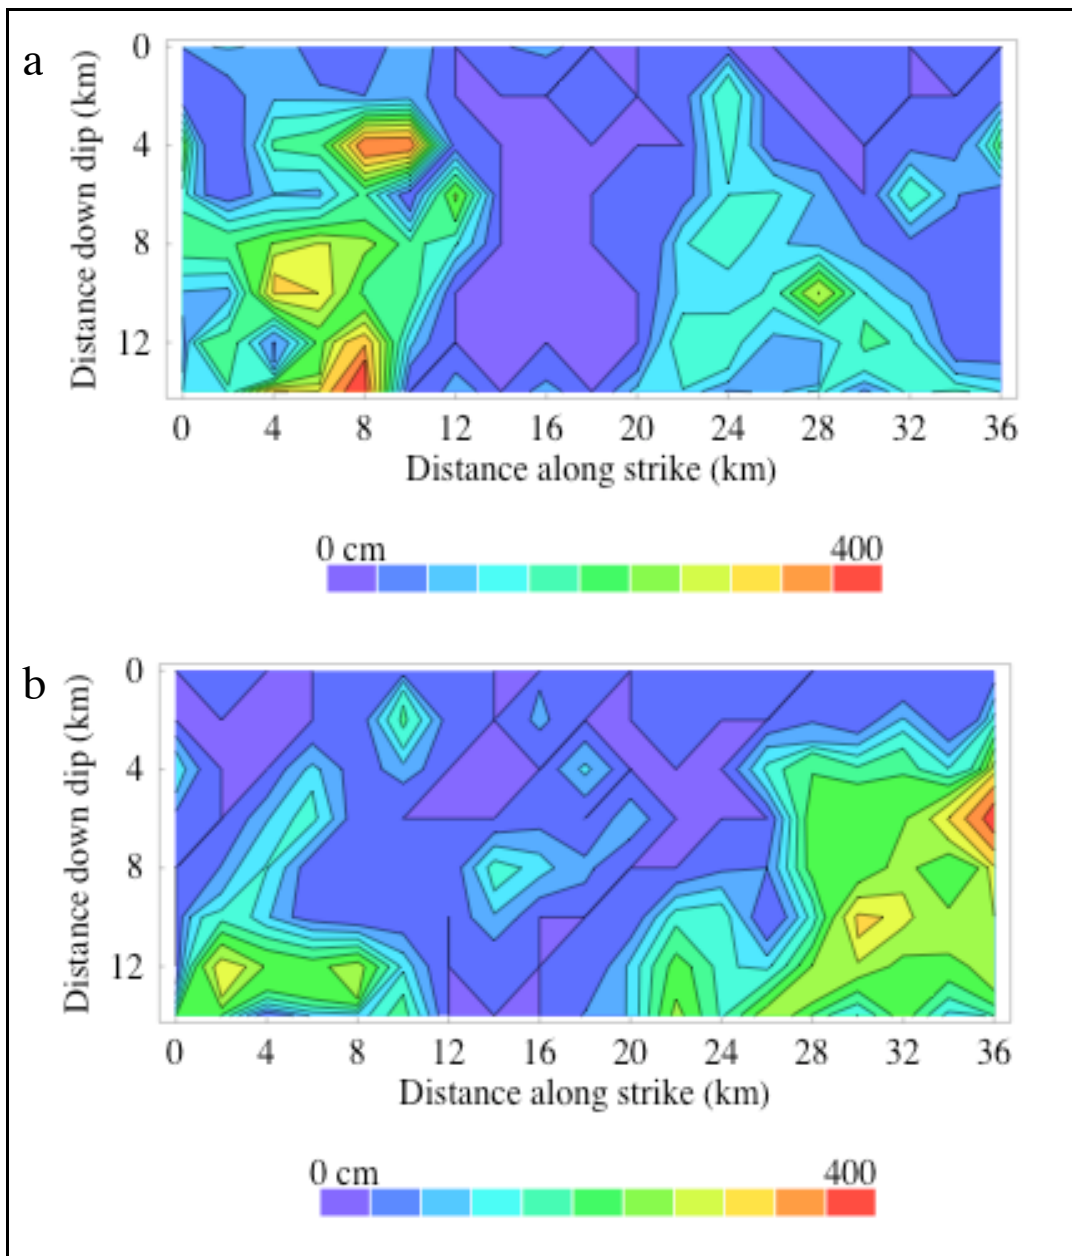 a
Distance down dip (km)
0
4
8
12
0 4 8 12 16 20 24 28 32 36
Distance along strike (km)
0 cm 400
b
Distance down dip (km)
0
4
8
12
0 4 8 12 16 20 24 28 32 36
Distance along strike (km)
0 cm 400